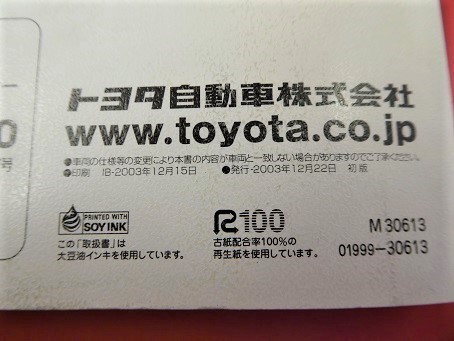 トヨタ自動車株式会社
www.toyota.co.jp
●車両の仕様等の変更により本書の内容が車両と一致しない場合がありますのでご了承ください。
●印刷 18-2003年12月15日 ●発行-2003年12月22日 初版
0
号
PRINTED WITH
SOY INK
この「取扱書」は
大豆油インキを使用しています。
R100
古紙配合率100%の
再生紙を使用しています。
M 30613
01999-30613